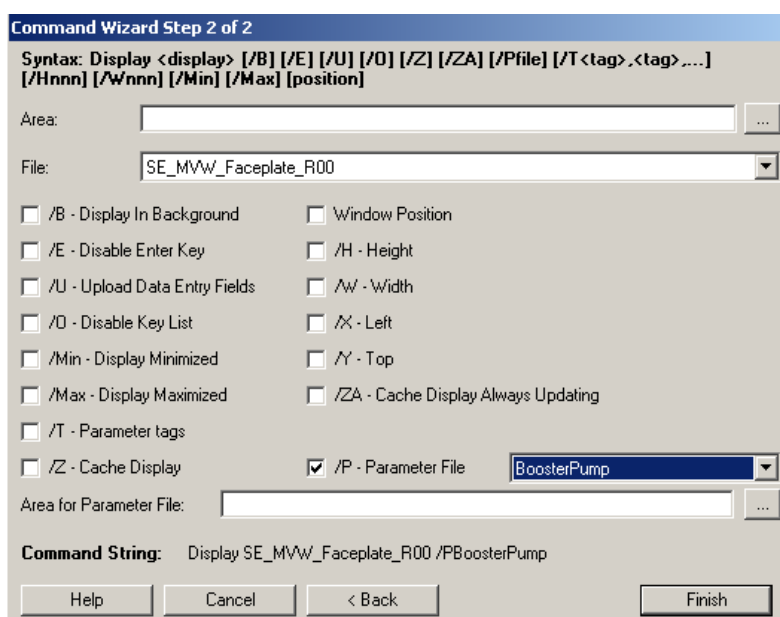 Command Wizard Step 2 of 2
Syntax: Display <display> [/B] [/E] [/U] [/O] [/Z] [/ZA] [/Pfile] [/T<tag>,<tag>,...]
[/Hnnn] [/Wnnn] [/Min] [/Max] [position]
Area:
...
File:
SE_MVW_Faceplate_R00
/B - Display In Background
Window Position
/E - Disable Enter Key
/H - Height
/U - Upload Data Entry Fields
/W - Width
/O - Disable Key List
/X - Left
/Min - Display Minimized
/Y - Top
/Max - Display Maximized
/ZA - Cache Display Always Updating
/T - Parameter tags
/Z - Cache Display
/P - Parameter File
BoosterPump
Area for Parameter File:
...
Command String: Display SE_MVW_Faceplate_R00 /PBoosterPump
Help
Cancel
< Back
Finish